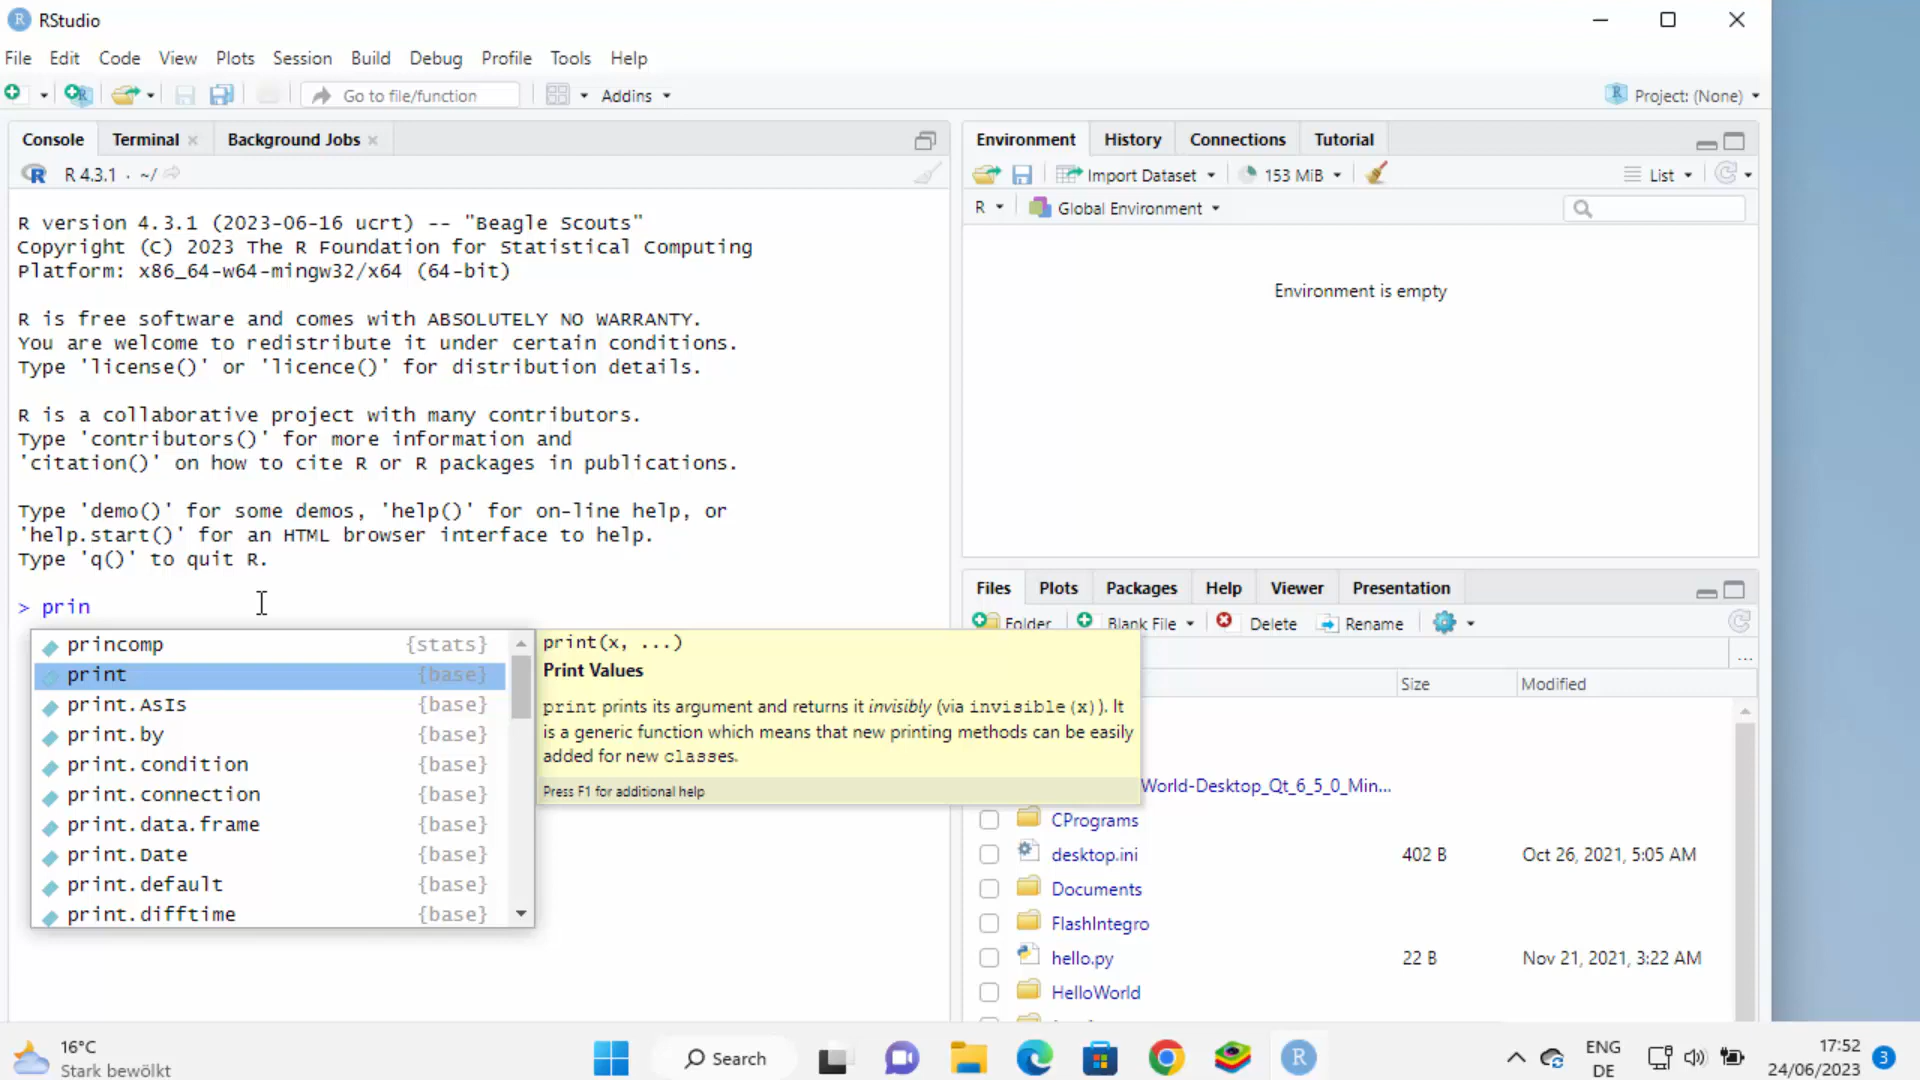 RStudio
File Edit Code View Plots Session Build Debug Profile Tools Help
Go to file/function Addins Project: (None)
Console Terminal Background Jobs
R 4.3.1 · ~/
R version 4.3.1 (2023-06-16 ucrt) -- "Beagle Scouts"
Copyright (C) 2023 The R Foundation for Statistical Computing
Platform: x86_64-w64-mingw32/x64 (64-bit)
R is free software and comes with ABSOLUTELY NO WARRANTY.
You are welcome to redistribute it under certain conditions.
Type 'license()' or 'licence()' for distribution details.
R is a collaborative project with many contributors.
Type 'contributors()' for more information and
'citation()' on how to cite R or R packages in publications.
Type 'demo()' for some demos, 'help()' for on-line help, or
'help.start()' for an HTML browser interface to help.
Type 'q()' to quit R.
> prin
princomp {stats}
print {base}
print.AsIs {base}
print.by {base}
print.condition {base}
print.connection {base}
print.data.frame {base}
print.Date {base}
print.default {base}
print.difftime {base}
print(x, ...)
Print Values
print prints its argument and returns it invisibly (via invisible(x)). It
is a generic function which means that new printing methods can be easily
added for new classes.
Press F1 for additional help
Environment History Connections Tutorial
Import Dataset 153 MiB List
R Global Environment
Environment is empty
Files Plots Packages Help Viewer Presentation
Folder Blank File Delete Rename
...
Size Modified
World-Desktop_Qt_6_5_0_Min...
CPrograms
desktop.ini 402 B Oct 26, 2021, 5:05 AM
Documents
FlashIntegro
hello.py 22 B Nov 21, 2021, 3:22 AM
HelloWorld
16°C
Stark bewölkt
Search
ENG
DE
17:52
24/06/2023
3